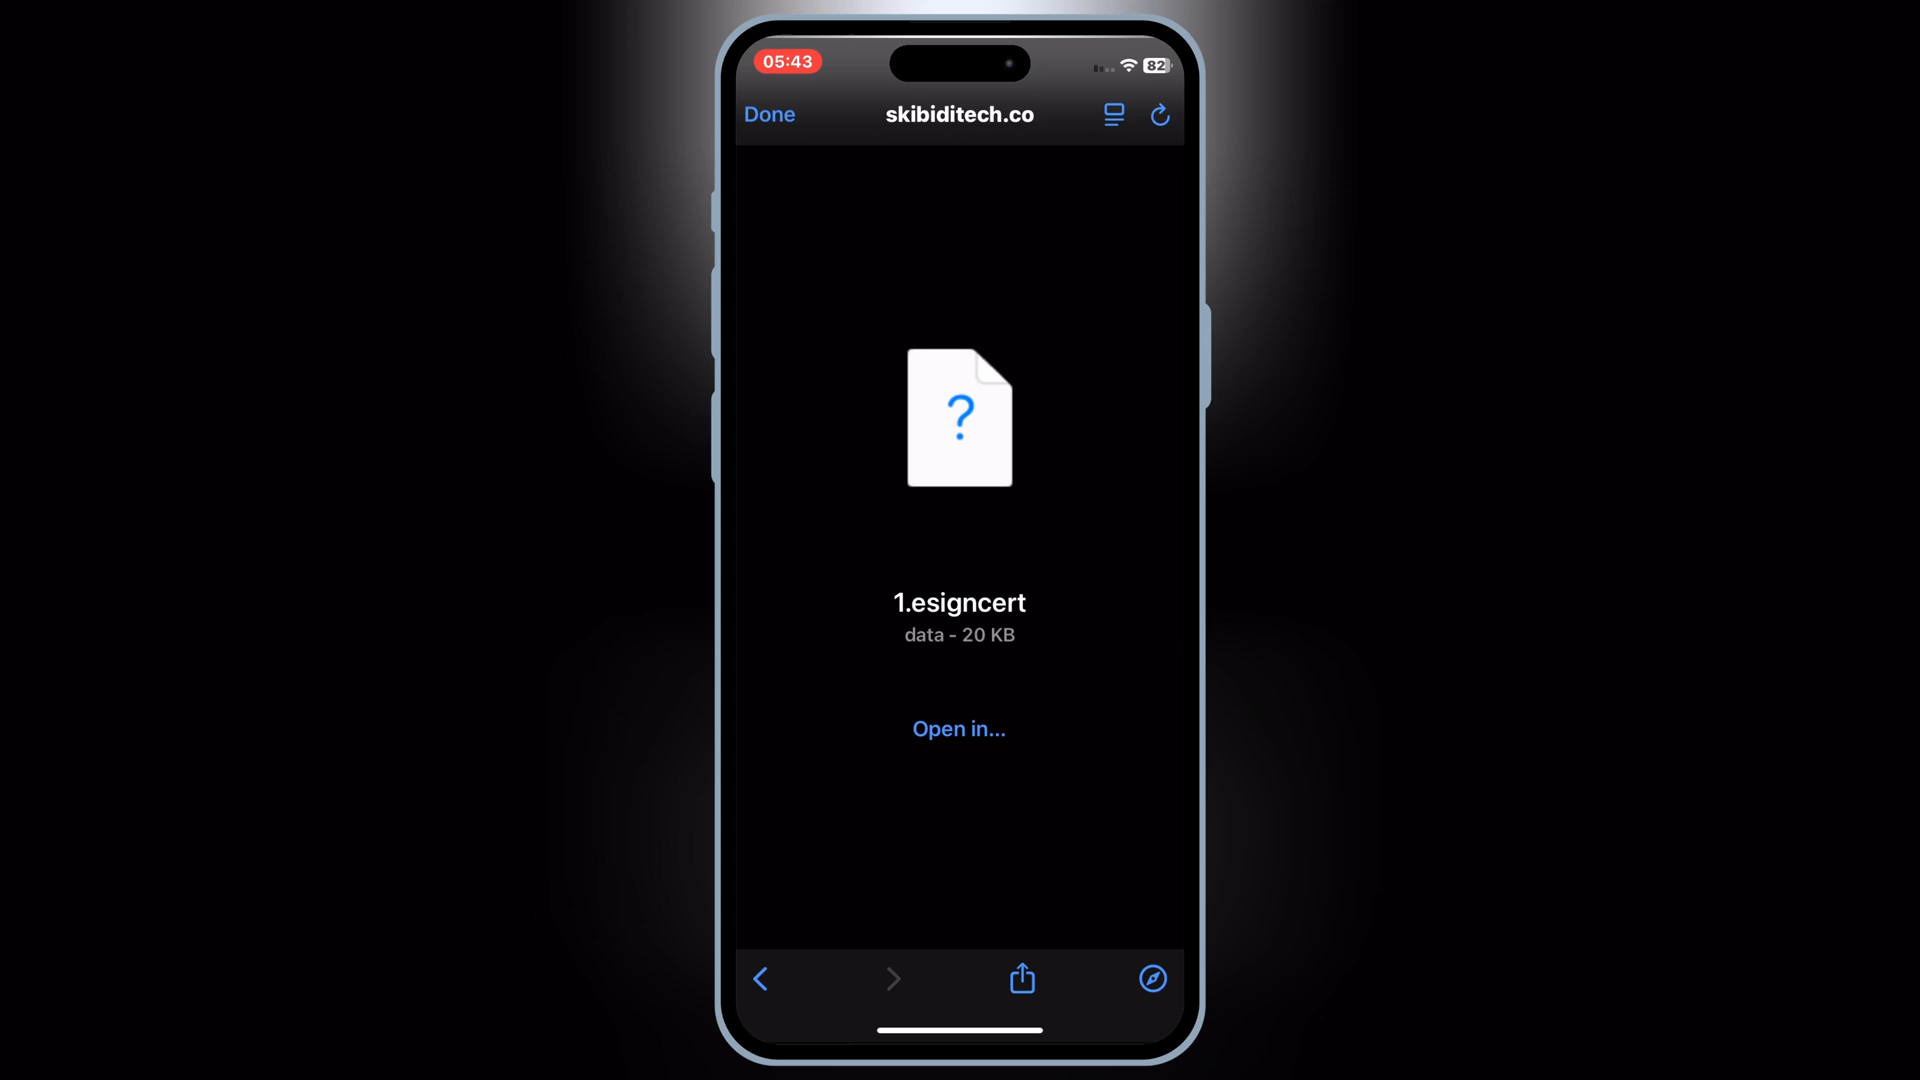 05:43
82
Done
skibiditech.co
?
1.esigncert
data - 20 KB
Open in...